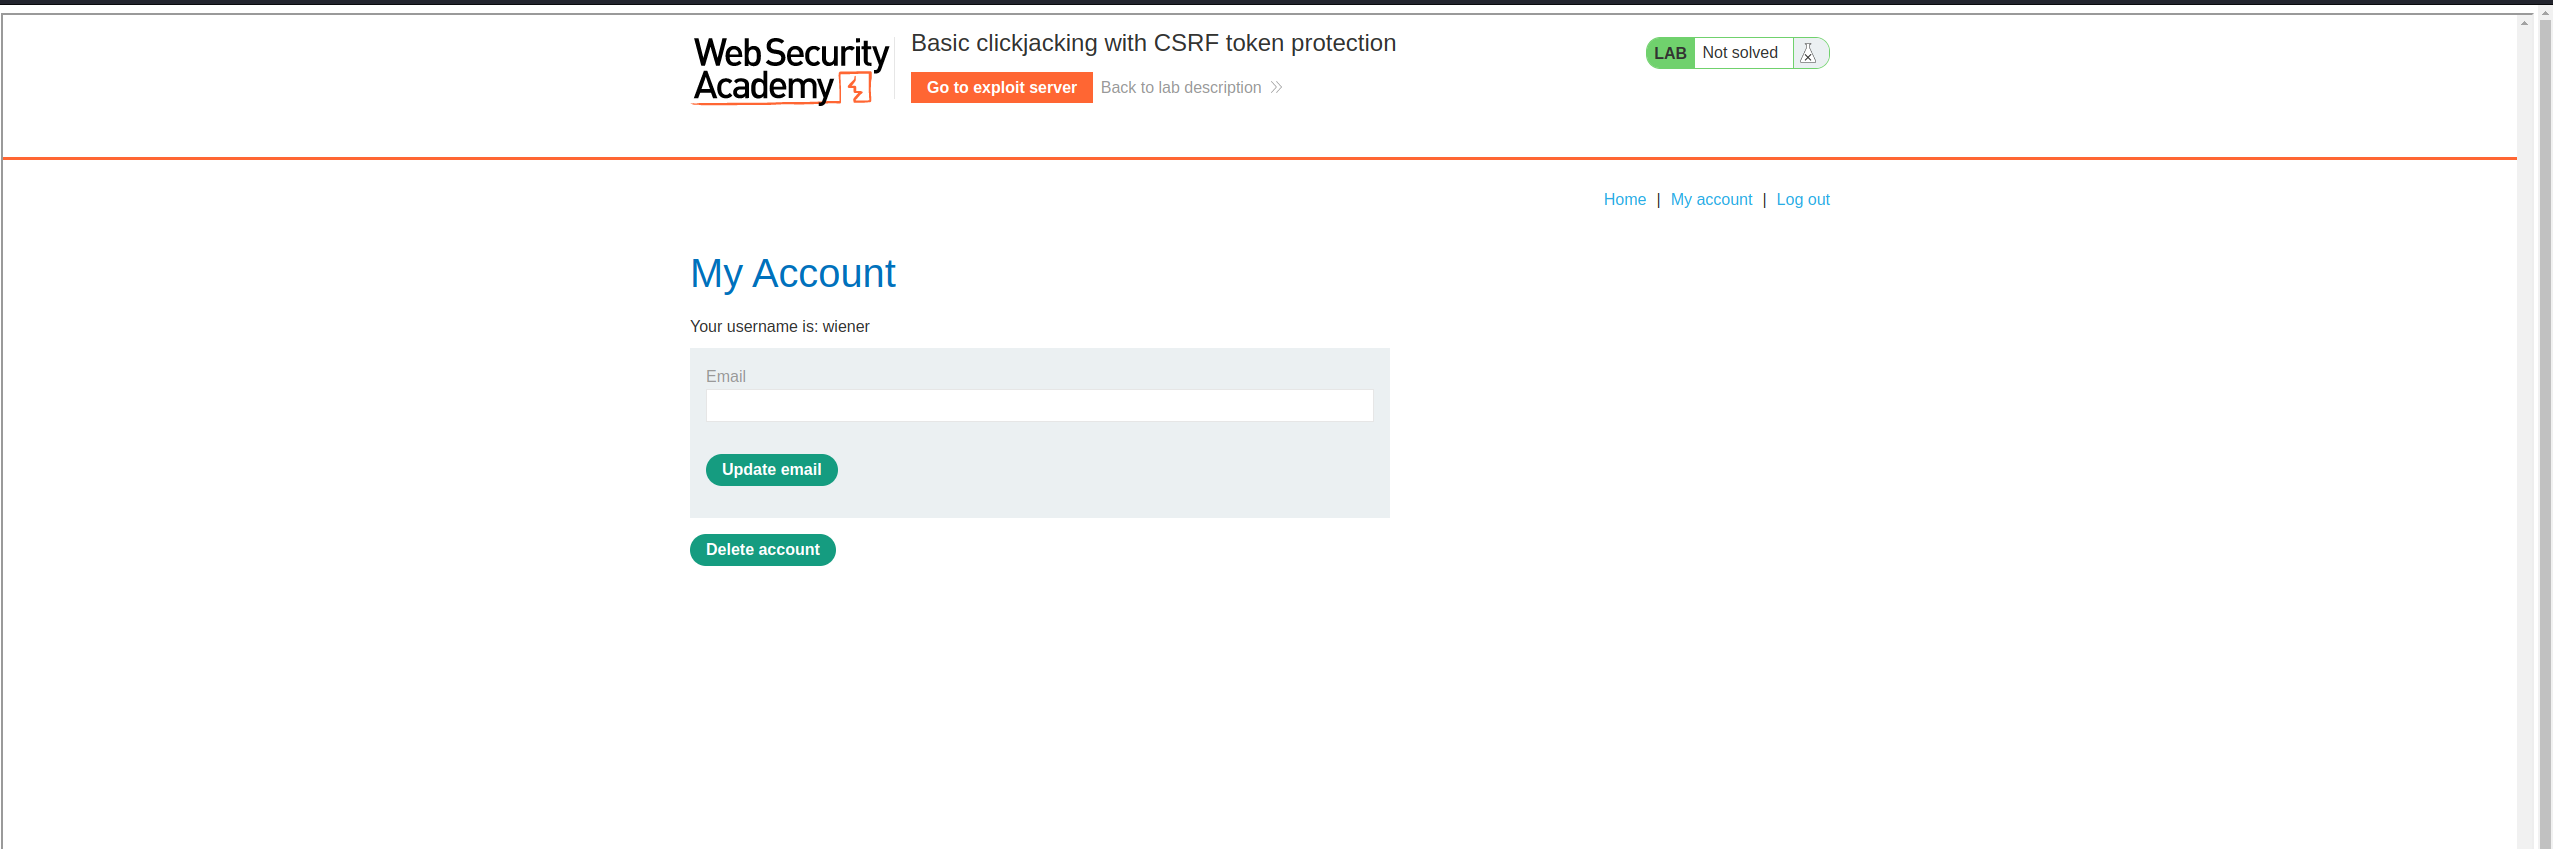 Web Security
Academy
Basic clickjacking with CSRF token protection
Go to exploit server
Back to lab description
LAB Not solved
Home | My account | Log out
My Account
Your username is: wiener
Email
Update email
Delete account